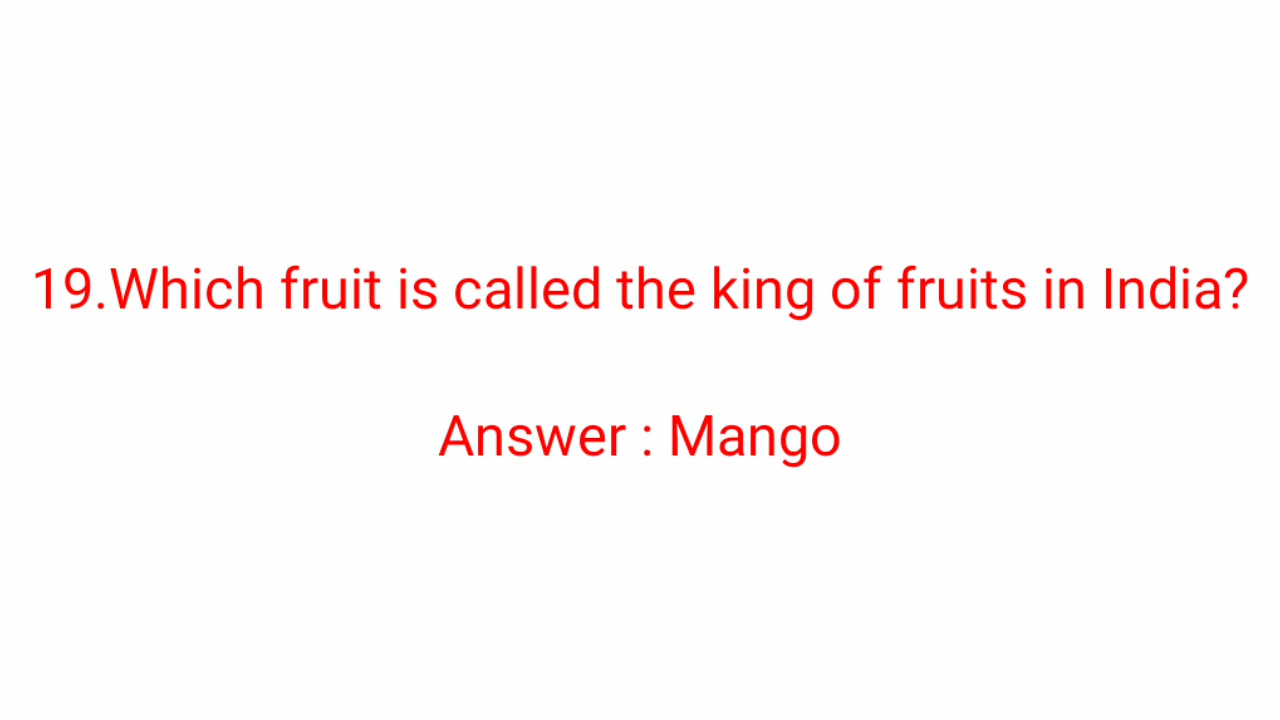 19.Which fruit is called the king of fruits in India?
Answer : Mango